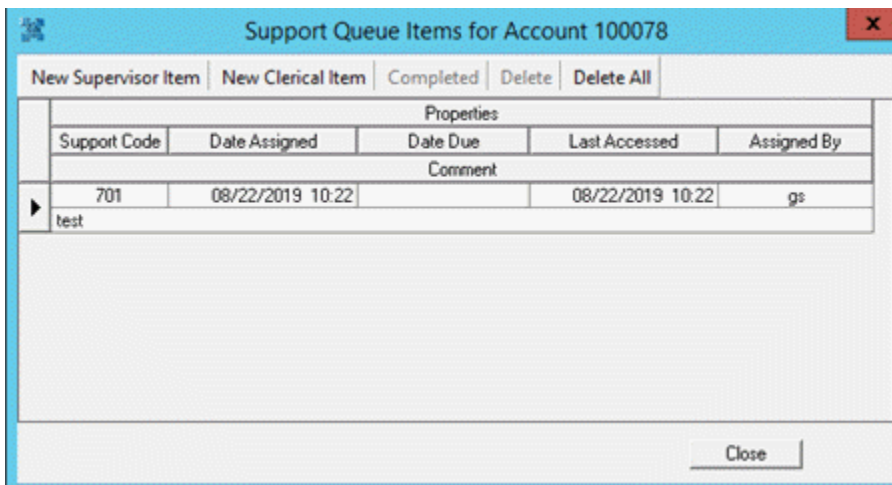 Support Queue Items for Account 100078
x
New Supervisor Item New Clerical Item Completed Delete Delete All
Properties
Support Code Date Assigned Date Due Last Accessed Assigned By
Comment
701 08/22/2019 10:22 08/22/2019 10:22 gs
test
Close